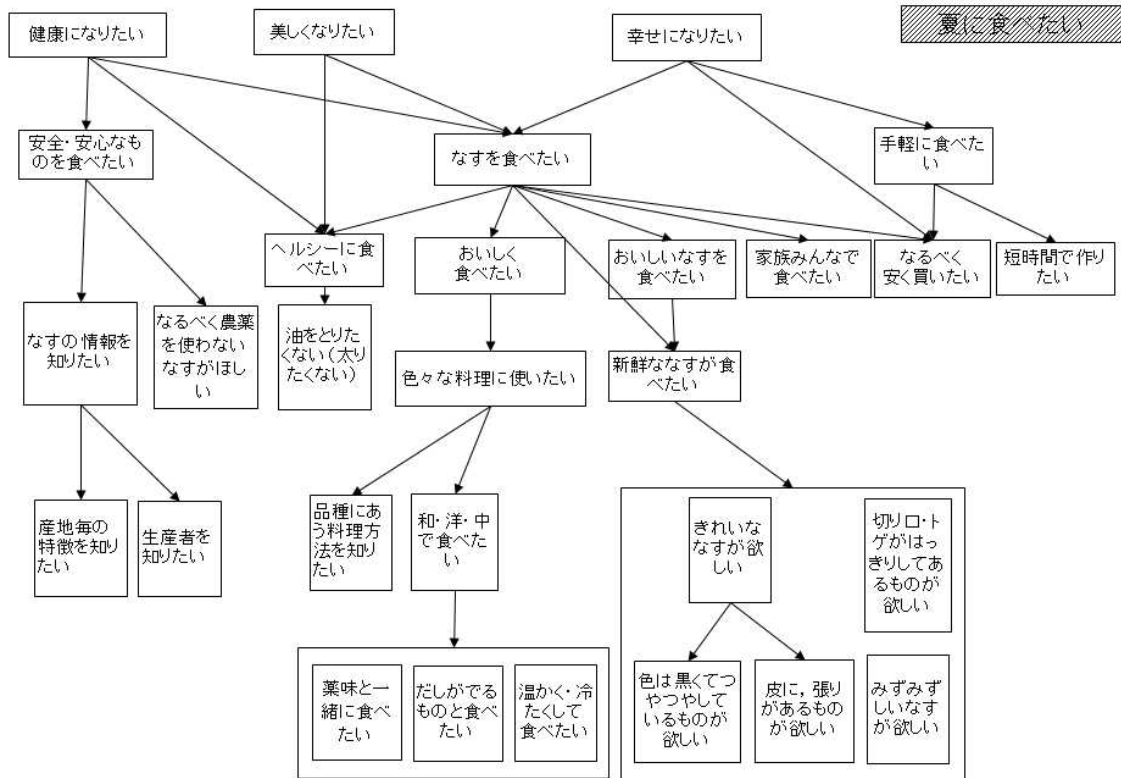 健康になりたい
美しくなりたい
幸せになりたい
夏に食べたい
安全・安心なも
のを食べたい
なすを食べたい
手軽に食べた
い
ヘルシーに食
べたい
おいしく
食べたい
おいしいなすを
食べたい
家族みんなで
食べたい
なるべく
安く買いたい
短時間で作り
たい
なすの情報を
知りたい
なるべく農薬
を使わない
なすがほし
い
油をとりた
くない(太り
たくない)
色々な料理に使いたい
新鮮ななすが食
べたい
産地毎の
特徴を知り
たい
生産者を
知りたい
品種にあ
う料理方
法を知り
たい
和・洋・中
で食べた
い
きれいな
なすが欲
しい
切り口・ト
ゲがはっ
きりしてあ
るものが
欲しい
薬味と一
緒に食べ
たい
だしがでる
ものと食べ
たい
温かく・冷
たくして
食べたい
色は黒くてつ
やつやして
いるものが
欲しい
皮に，張り
があるもの
が欲しい
みずみず
しいなす
が欲しい